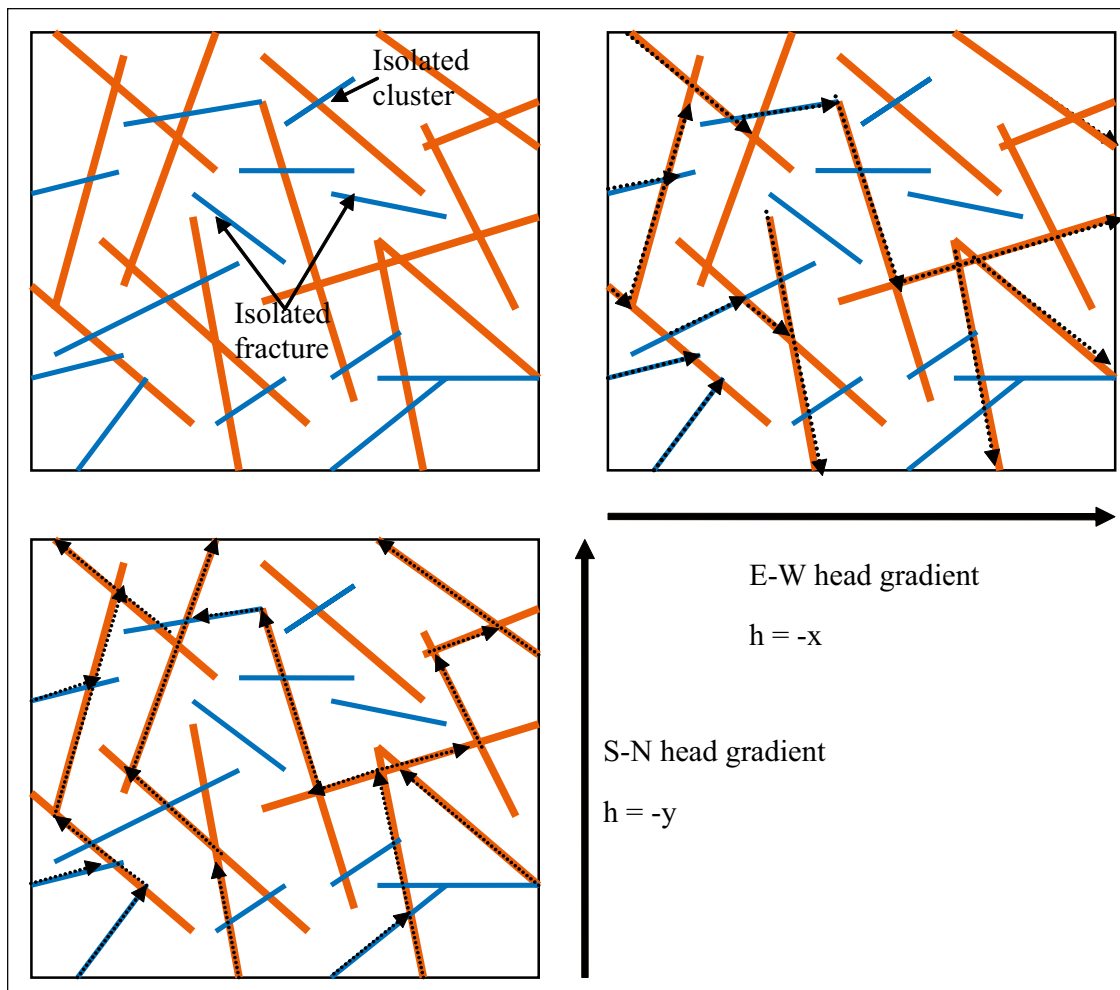 Isolated
cluster
Isolated
fracture
E-W head gradient
h = -x
S-N head gradient
h = -y